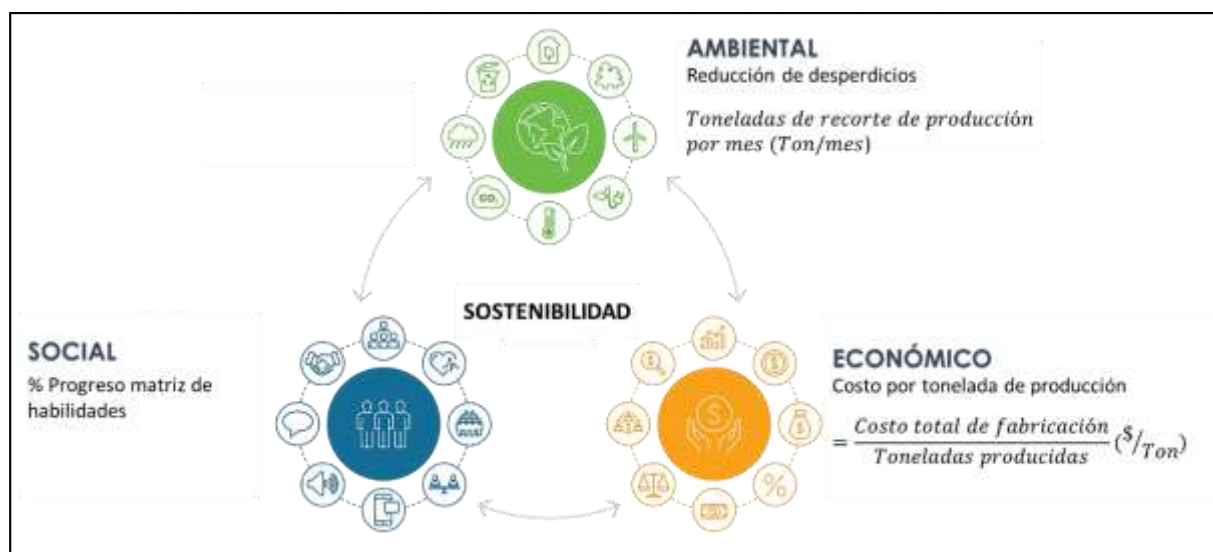 AMBIENTAL
Reducción de desperdicios
Toneladas de recorte de producción
por mes (Ton/mes)
CO₂
SOSTENIBILIDAD
SOCIAL
% Progreso matriz de
habilidades
ECONÓMICO
Costo por tonelada de producción
= Costo total de fabricación / Toneladas producidas ($/Ton)